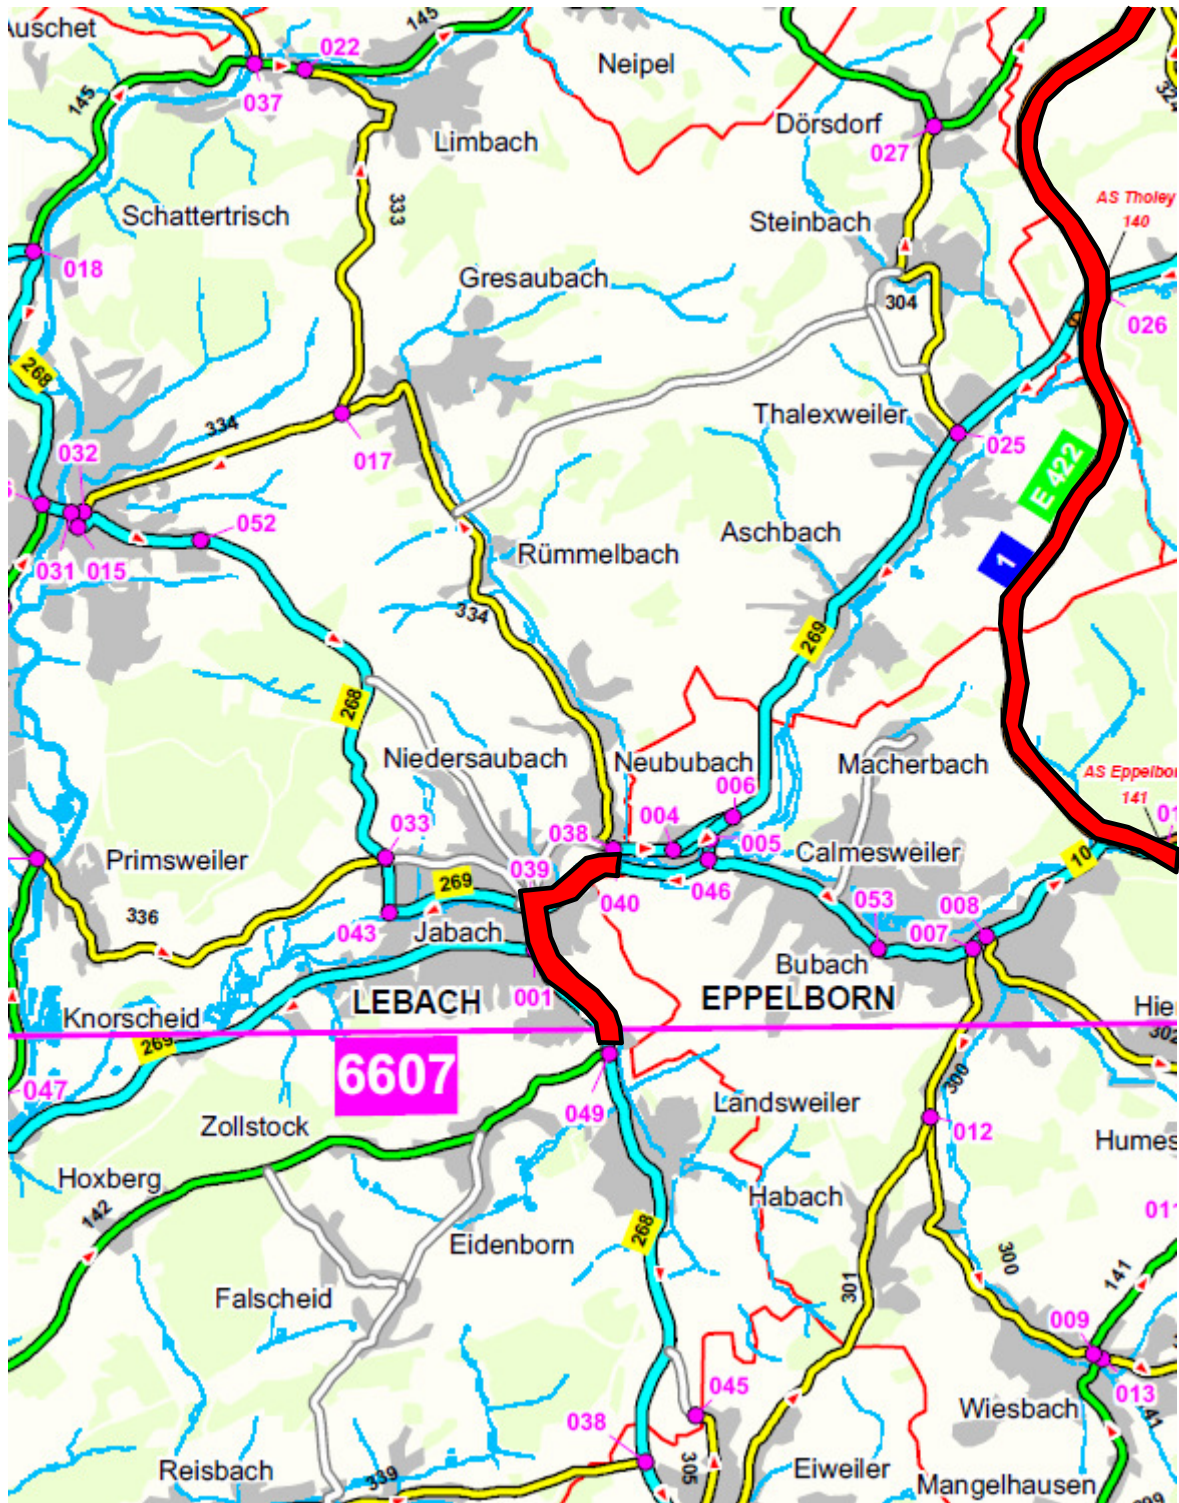 145
022
Neipel
037
145
Limbach
Dörsdorf
027
AS Tholey
140
Schattertrisch
333
Steinbach
018
Gresaubach
304
026
268
Thalexweiler
334
032
017
025
E 422
052
Aschbach
1
031
015
Rümmelbach
334
269
268
Niedersaubach
Neububach
006
Macherbach
AS Eppelbor
141
004
033
038
005
Primsweiler
039
Calmesweiler
10
269
040
046
336
053
008
043
Jabach
007
Bubach
001
LEBACH
EPPELBORN
Knorscheid
Hier
302
269
6607
300
047
049
Landsweiler
Zollstock
012
Humes
Hoxberg
Habach
142
268
011
Eidenborn
300
141
301
Falscheid
009
045
013
038
Wiesbach
41
305
Reisbach
339
Eiweiler
Mangelhausen